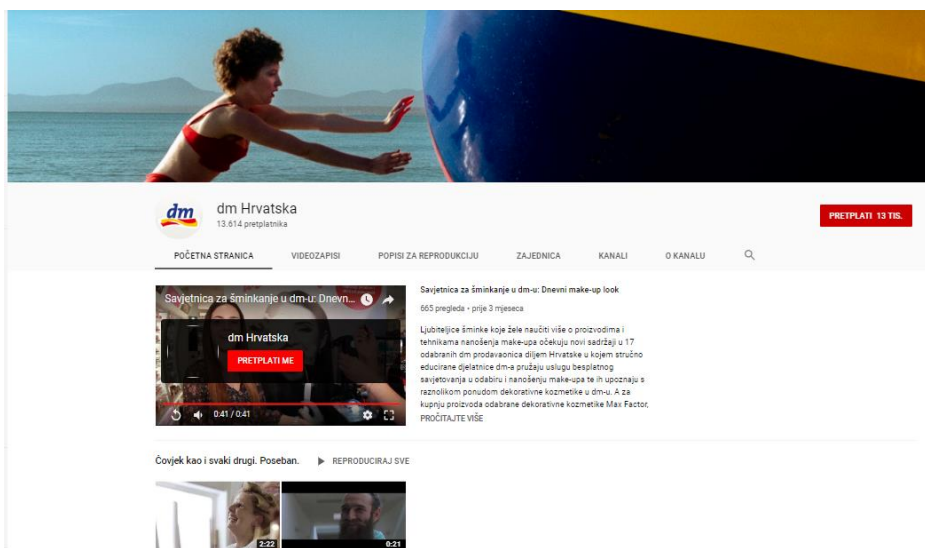 dm
dm Hrvatska
13.614 pretplatnika
PRETPLATI 13 TIS.
POČETNA STRANICA
VIDEOZAPISI
POPISI ZA REPRODUKCIJU
ZAJEDNICA
KANALI
O KANALU
Savjetnica za šminkanje u dm-u: Dnevn...
dm Hrvatska
PRETPLATI ME
0:41 / 0:41
Savjetnica za šminkanje u dm-u: Dnevni make-up look
665 pregleda • prije 3 mjeseca
Ljubiteljice šminke koje žele naučiti više o proizvodima i
tehnikama nanošenja make-upa očekuju novi sadržaji u 17
odabranih dm prodavaonica diljem Hrvatske u kojem stručno
educirane djelatnice dm-a pružaju uslugu besplatnog
savjetovanja u odabiru i nanošenju make-upa te ih upoznaju s
raznolikom ponudom dekorativne kozmetike u dm-u. A za
kupnju proizvoda odabrane dekorativne kozmetike Max Factor,
PROČITAJTE VIŠE
Čovjek kao i svaki drugi. Poseban.
REPRODUCIRAJ SVE
2:22
0:21